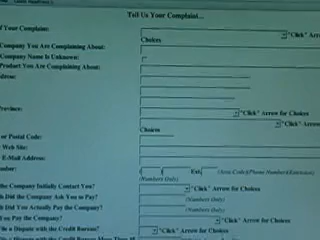 Tell Us Your Complaint...
f Your Complaint: "Click" Arrow
Choices
Company You Are Complaining About:
Company Name Is Unknown:
Product You Are Complaining About:
dress:
Province: "Click" Arrow for Choices
"Click" Arrow
Choices
or Postal Code:
Web Site:
E-Mail Address:
mber: ( ) Ext. (Area Code)(Phone Number)(Extension)
(Numbers Only)
the Company Initially Contact You? "Click" Arrow for Choices
h Did the Company Ask You to Pay? (Numbers Only)
h Did You Actually Pay the Company? (Numbers Only)
ou Pay the Company? "Click" Arrow for Choices
le a Dispute with the Credit Bureau? "Click" Arrow for Choices